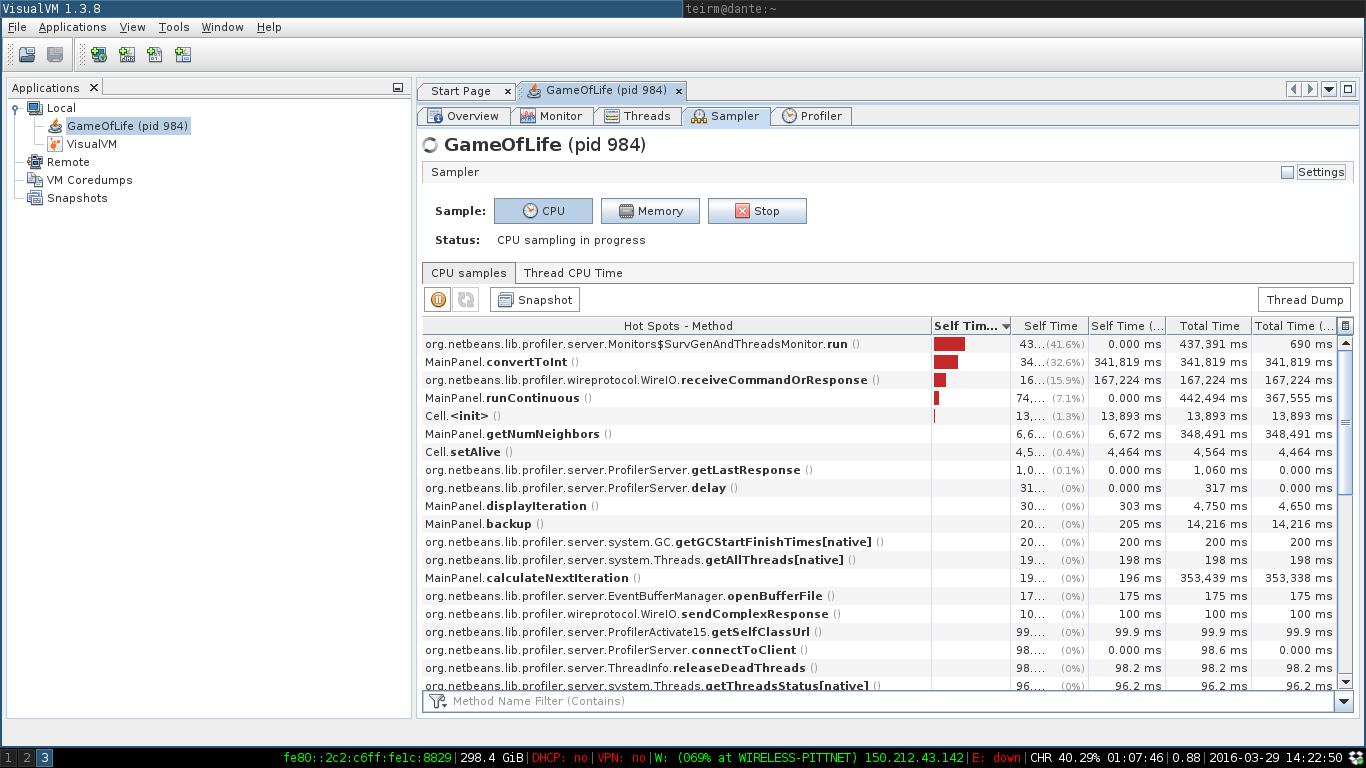 VisualVM 1.3.8
teirm@dante:~
File Applications View Tools Window Help
Applications
Start Page
GameOfLife (pid 984)
Local
GameOfLife (pid 984)
VisualVM
Remote
VM Coredumps
Snapshots
Overview Monitor Threads Sampler Profiler
GameOfLife (pid 984)
Sampler Settings
Sample: CPU Memory Stop
Status: CPU sampling in progress
CPU samples Thread CPU Time
Snapshot Thread Dump
Hot Spots - Method Self Tim... Self Time Self Time (... Total Time Total Time (...
org.netbeans.lib.profiler.server.Monitors$SurvGenAndThreadsMonitor.run () 43... (41.6%) 0.000 ms 437,391 ms 690 ms
MainPanel.convertToInt () 34... (32.6%) 341,819 ms 341,819 ms 341,819 ms
org.netbeans.lib.profiler.wireprotocol.WireIO.receiveCommandOrResponse () 16... (15.9%) 167,224 ms 167,224 ms 167,224 ms
MainPanel.runContinuous () 74,... (7.1%) 0.000 ms 442,494 ms 367,555 ms
Cell.<init> () 13,... (1.3%) 13,893 ms 13,893 ms 13,893 ms
MainPanel.getNumNeighbors () 6,6... (0.6%) 6,672 ms 348,491 ms 348,491 ms
Cell.setAlive () 4,5... (0.4%) 4,464 ms 4,564 ms 4,464 ms
org.netbeans.lib.profiler.server.ProfilerServer.getLastResponse () 1,0... (0.1%) 0.000 ms 1,060 ms 0.000 ms
org.netbeans.lib.profiler.server.ProfilerServer.delay () 31... (0%) 0.000 ms 317 ms 0.000 ms
MainPanel.displayIteration () 30... (0%) 303 ms 4,750 ms 4,650 ms
MainPanel.backup () 20... (0%) 205 ms 14,216 ms 14,216 ms
org.netbeans.lib.profiler.server.system.GC.getGCStartFinishTimes[native] () 20... (0%) 200 ms 200 ms 200 ms
org.netbeans.lib.profiler.server.system.Threads.getAllThreads[native] () 19... (0%) 198 ms 198 ms 198 ms
MainPanel.calculateNextIteration () 19... (0%) 196 ms 353,439 ms 353,338 ms
org.netbeans.lib.profiler.server.EventBufferManager.openBufferFile () 17... (0%) 175 ms 175 ms 175 ms
org.netbeans.lib.profiler.wireprotocol.WireIO.sendComplexResponse () 10... (0%) 100 ms 100 ms 100 ms
org.netbeans.lib.profiler.server.ProfilerActivate15.getSelfClassUrl () 99.... (0%) 99.9 ms 99.9 ms 99.9 ms
org.netbeans.lib.profiler.server.ProfilerServer.connectToClient () 98.... (0%) 0.000 ms 98.6 ms 0.000 ms
org.netbeans.lib.profiler.server.ThreadInfo.releaseDeadThreads () 98.... (0%) 98.2 ms 98.2 ms 98.2 ms
org.netbeans.lib.profiler.server.system.Threads.getThreadsStatus[native] () 96.... (0%) 96.2 ms 96.2 ms 96.2 ms
Method Name Filter (Contains)
1 2 3 fe80::2c2:c6ff:fe1c:8829|298.4 GiB|DHCP: no|VPN: no|W: (069% at WIRELESS-PITTNET) 150.212.43.142|E: down|CHR 40.29% 01:07:46|0.88|2016-03-29 14:22:50